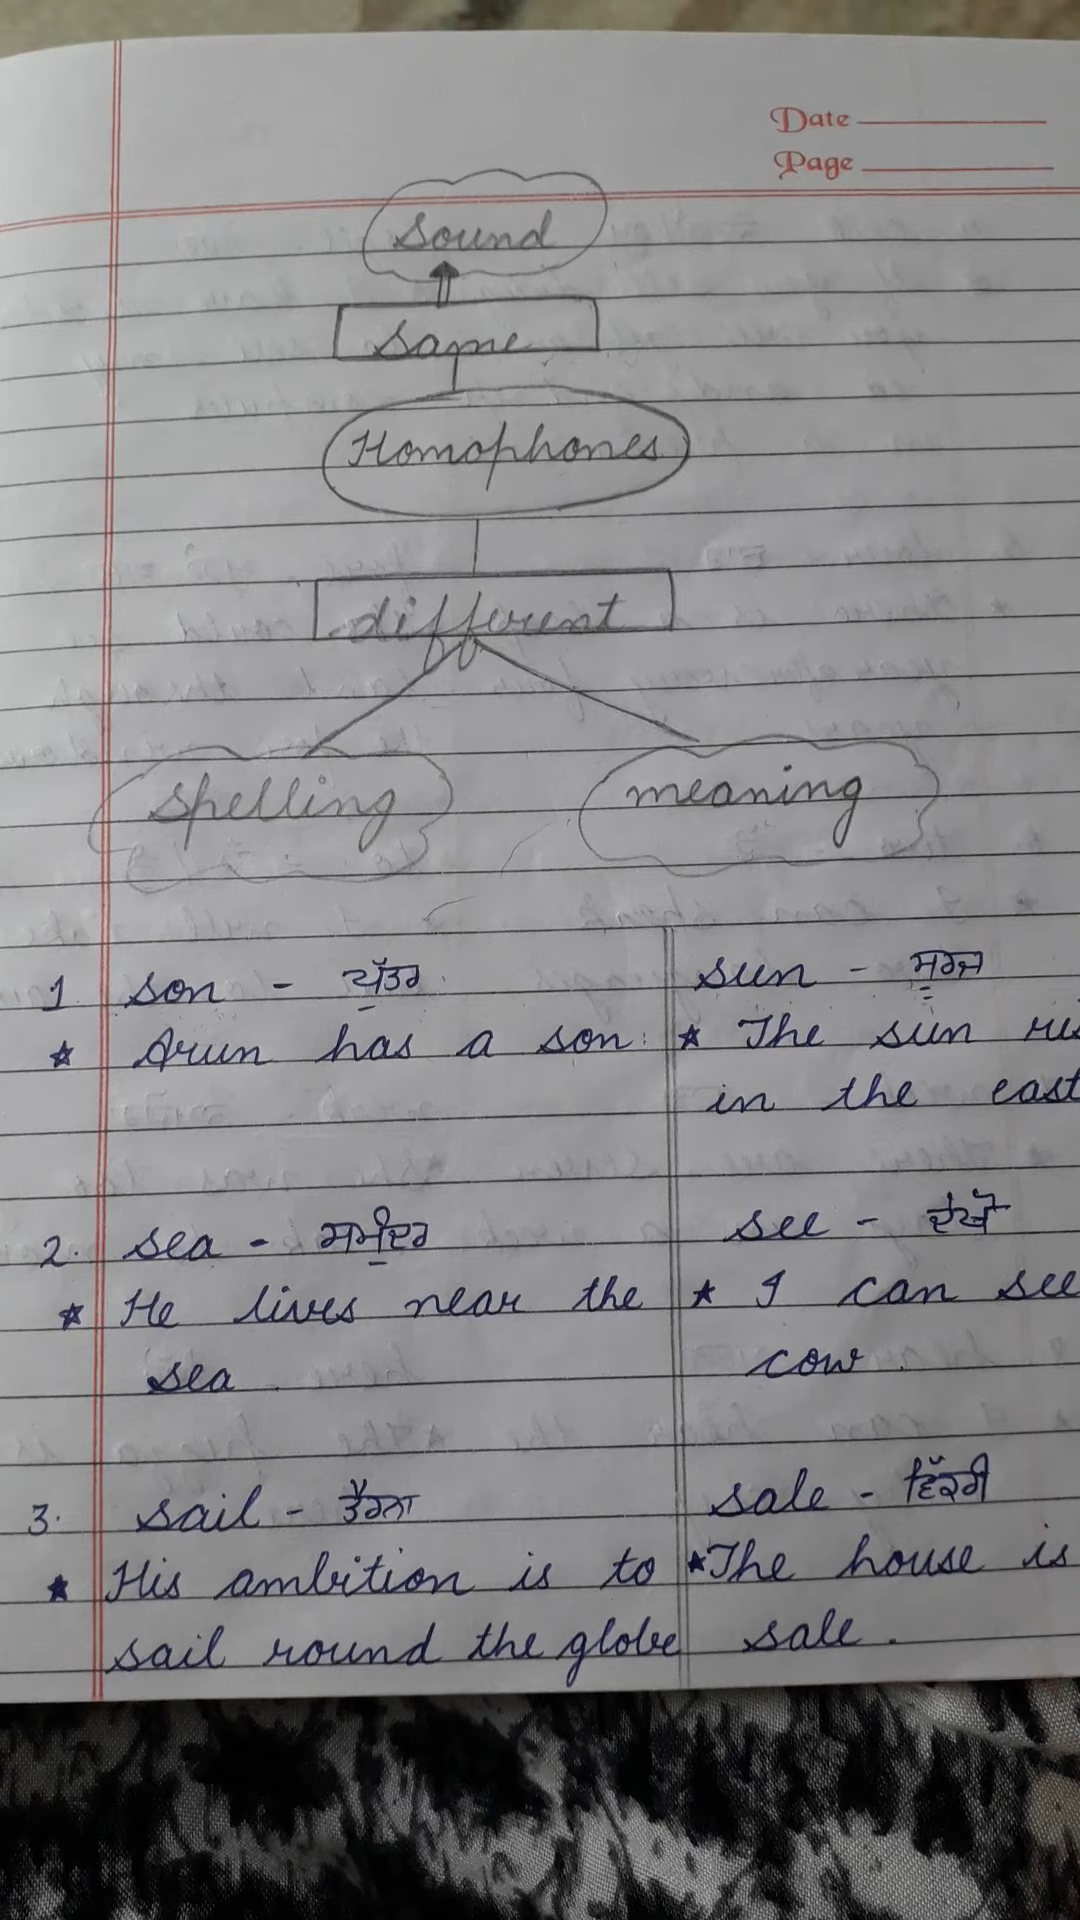 Date
Page
Sound
Same
Homophones
different
spelling
meaning
1 son - ਪੁੱਤਰ
sun - ਸੂਰਜ
* Arun has a son.
* The sun
in the east
2. sea - ਸਮੁੰਦਰ
see - ਦੇਖੋ
* He lives near the
sea
* I can see
cow.
3. sail - ਤੈਰਨਾ
sale - ਵਿੱਕਰੀ
* His ambition is to
sail round the globe
* The house is
sale.